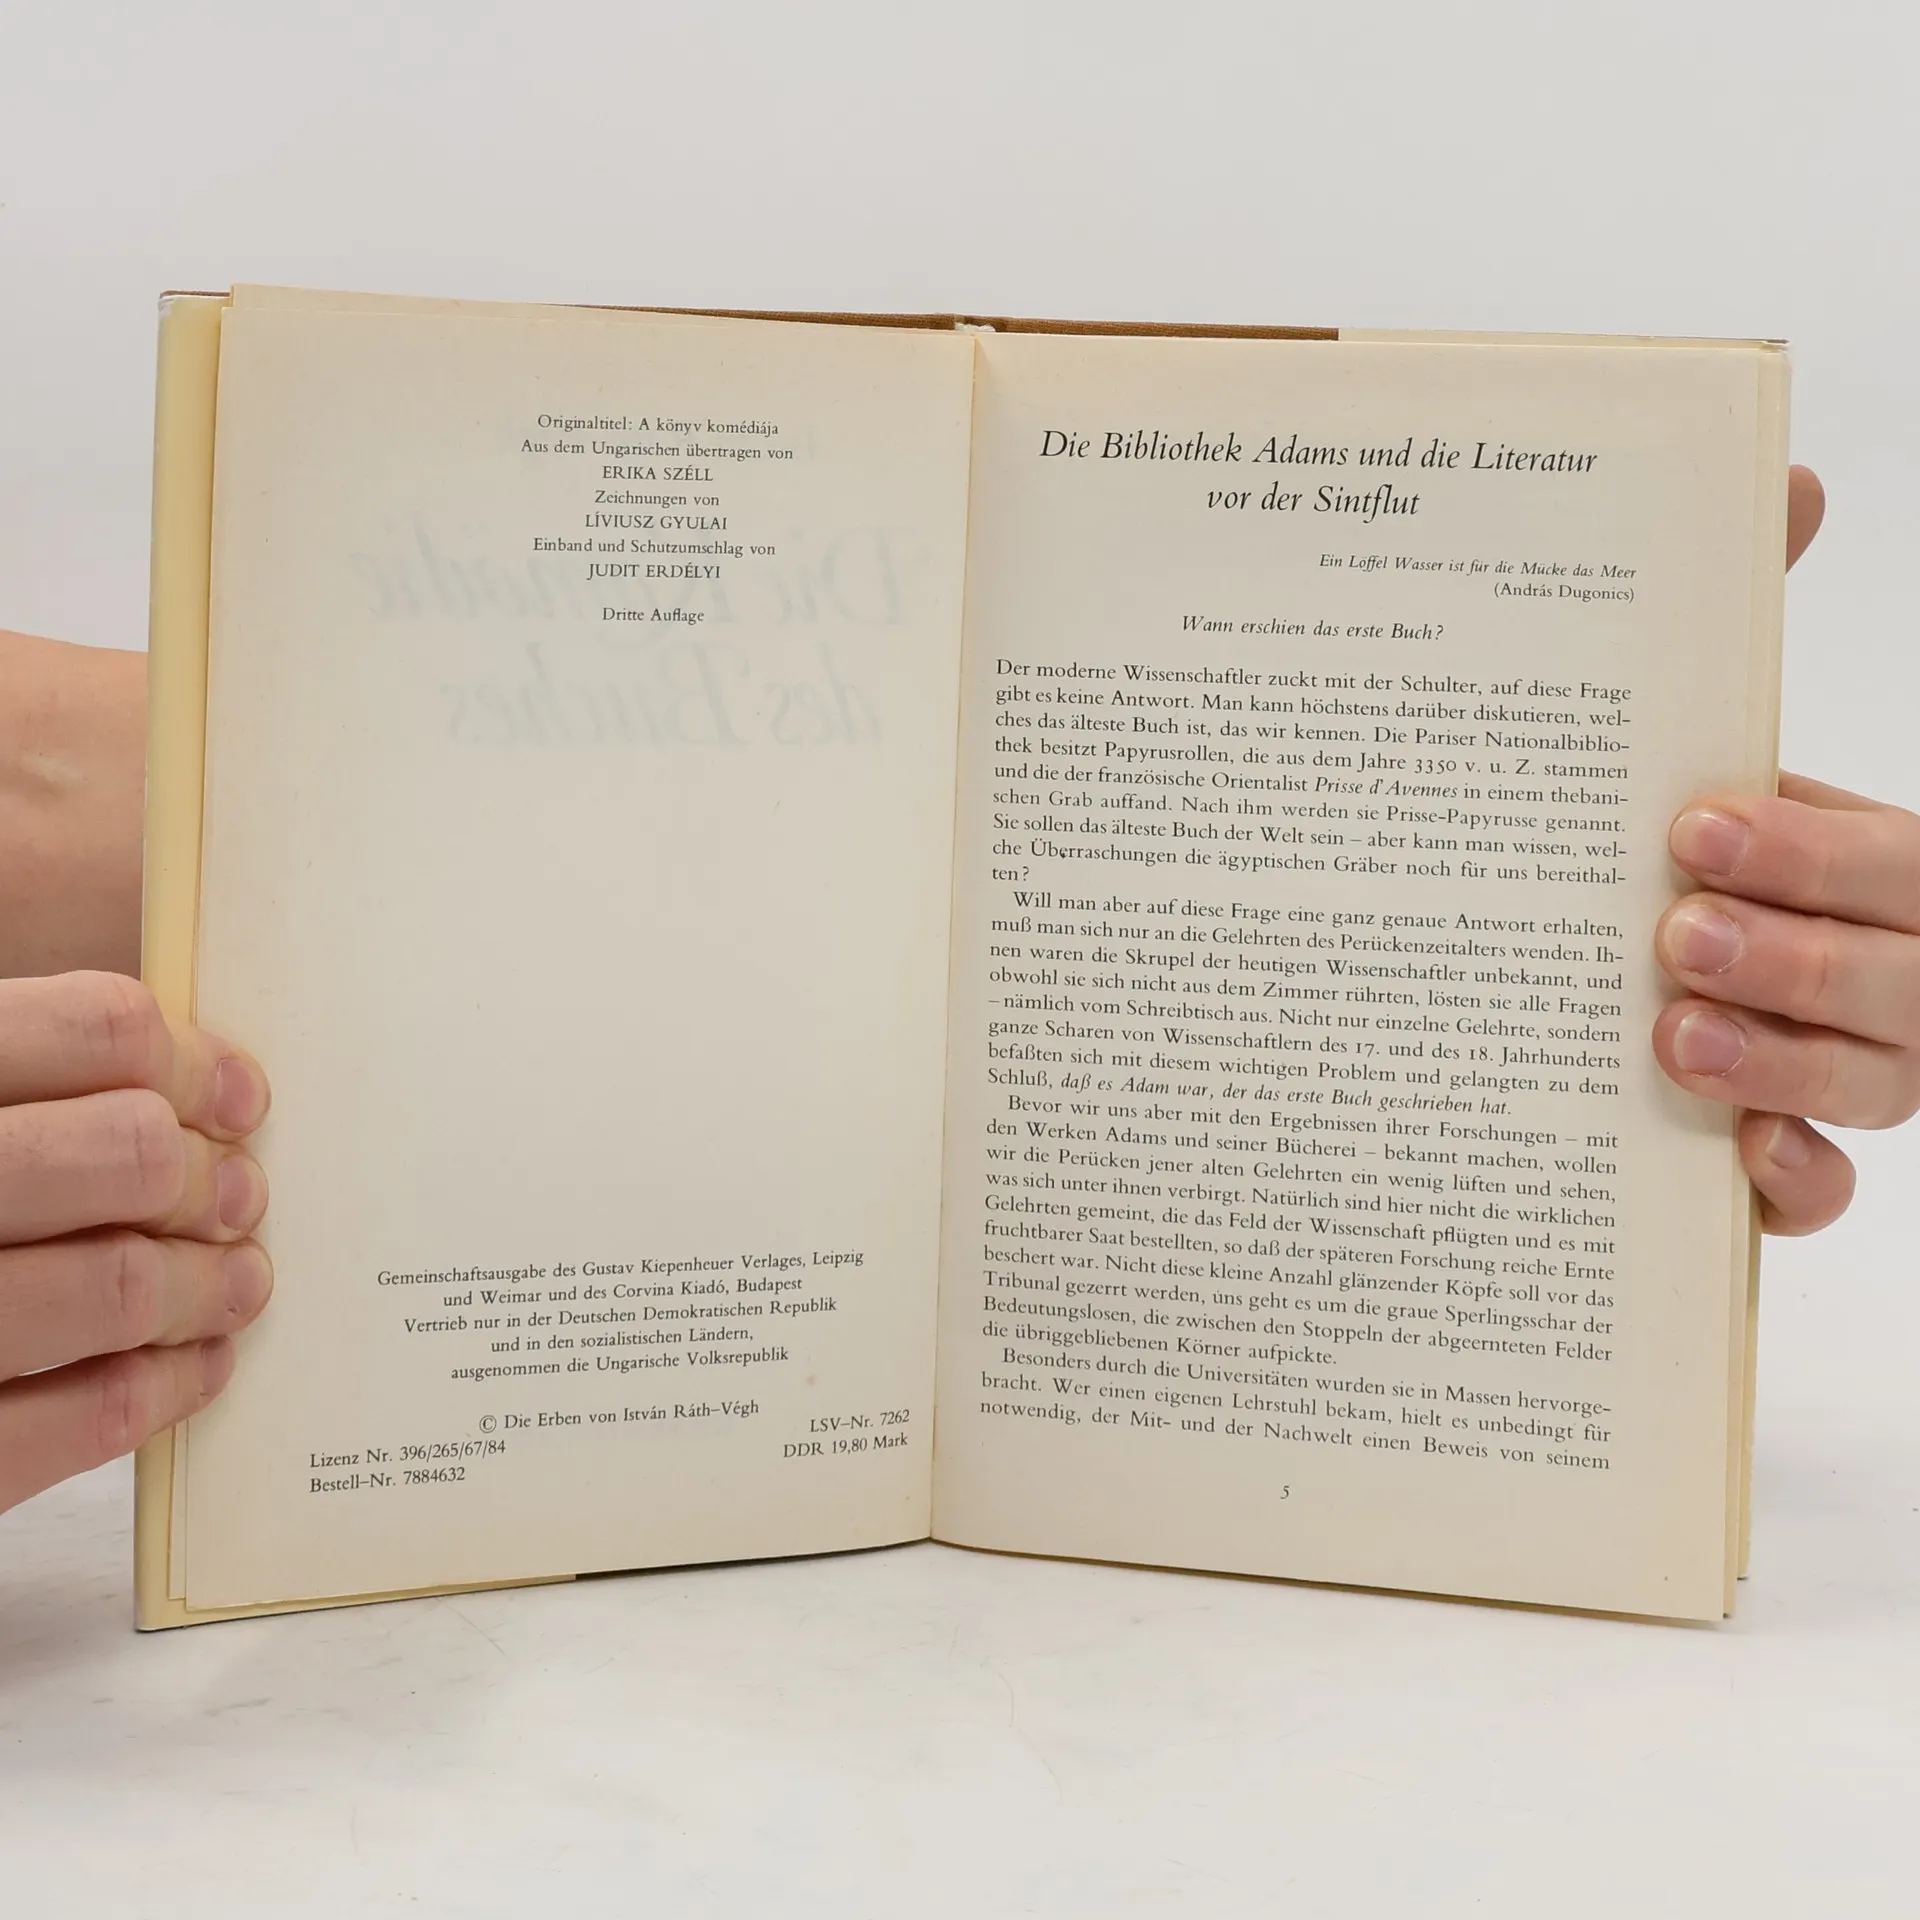 Originaltitel: A könyv komédiája
Aus dem Ungarischen übertragen von
ERIKA SZÉLL
Zeichnungen von
LÍVIUSZ GYULAI
Einband und Schutzumschlag von
JUDIT ERDÉLYI
Dritte Auflage
Die Komödie
des Buches
Gemeinschaftsausgabe des Gustav Kiepenheuer Verlages, Leipzig
und Weimar und des Corvina Kiadó, Budapest
Vertrieb nur in der Deutschen Demokratischen Republik
und in den sozialistischen Ländern,
ausgenommen die Ungarische Volksrepublik
© Die Erben von István Ráth-Végh
LSV-Nr. 7262
Lizenz Nr. 396/265/67/84
DDR 19,80 Mark
Bestell-Nr. 7884632
Die Bibliothek Adams und die Literatur
vor der Sintflut
Ein Löffel Wasser ist für die Mücke das Meer
(András Dugonics)
Wann erschien das erste Buch?
Der moderne Wissenschaftler zuckt mit der Schulter, auf diese Frage
gibt es keine Antwort. Man kann höchstens darüber diskutieren, wel-
ches das älteste Buch ist, das wir kennen. Die Pariser Nationalbiblio-
thek besitzt Papyrusrollen, die aus dem Jahre 3350 v. u. Z. stammen
und die der französische Orientalist Prisse d'Avennes in einem thebani-
schen Grab auffand. Nach ihm werden sie Prisse-Papyrusse genannt.
Sie sollen das älteste Buch der Welt sein – aber kann man wissen, wel-
che Überraschungen die ägyptischen Gräber noch für uns bereithal-
ten?
Will man aber auf diese Frage eine ganz genaue Antwort erhalten,
muß man sich nur an die Gelehrten des Perückenzeitalters wenden. Ih-
nen waren die Skrupel der heutigen Wissenschaftler unbekannt, und
obwohl sie sich nicht aus dem Zimmer rührten, lösten sie alle Fragen
– nämlich vom Schreibtisch aus. Nicht nur einzelne Gelehrte, sondern
ganze Scharen von Wissenschaftlern des 17. und des 18. Jahrhunderts
befaßten sich mit diesem wichtigen Problem und gelangten zu dem
Schluß, daß es Adam war, der das erste Buch geschrieben hat.
Bevor wir uns aber mit den Ergebnissen ihrer Forschungen – mit
den Werken Adams und seiner Bücherei – bekannt machen, wollen
wir die Perücken jener alten Gelehrten ein wenig lüften und sehen,
was sich unter ihnen verbirgt. Natürlich sind hier nicht die wirklichen
Gelehrten gemeint, die das Feld der Wissenschaft pflügten und es mit
fruchtbarer Saat bestellten, so daß der späteren Forschung reiche Ernte
beschert war. Nicht diese kleine Anzahl glänzender Köpfe soll vor das
Tribunal gezerrt werden, uns geht es um die graue Sperlingsschar der
Bedeutungslosen, die zwischen den Stoppeln der abgeernteten Felder
die übriggebliebenen Körner aufpickte.
Besonders durch die Universitäten wurden sie in Massen hervorge-
bracht. Wer einen eigenen Lehrstuhl bekam, hielt es unbedingt für
notwendig, der Mit- und der Nachwelt einen Beweis von seinem
5